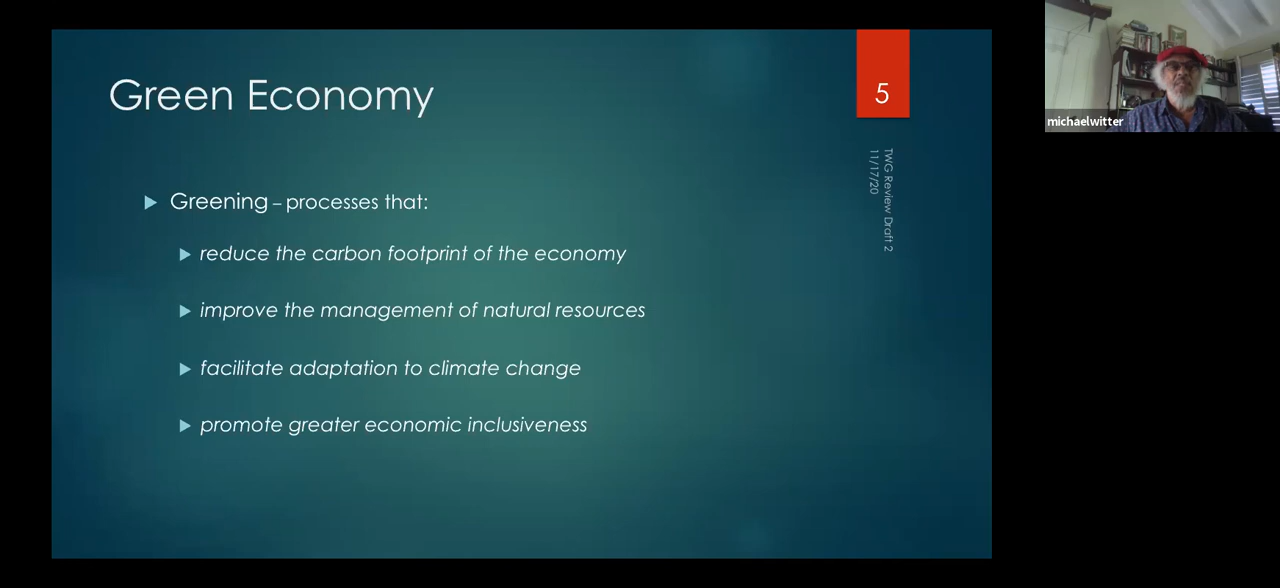 Green Economy
5
TWG Review Draft 2
11/17/20
Greening – processes that:
reduce the carbon footprint of the economy
improve the management of natural resources
facilitate adaptation to climate change
promote greater economic inclusiveness
michaelwitter